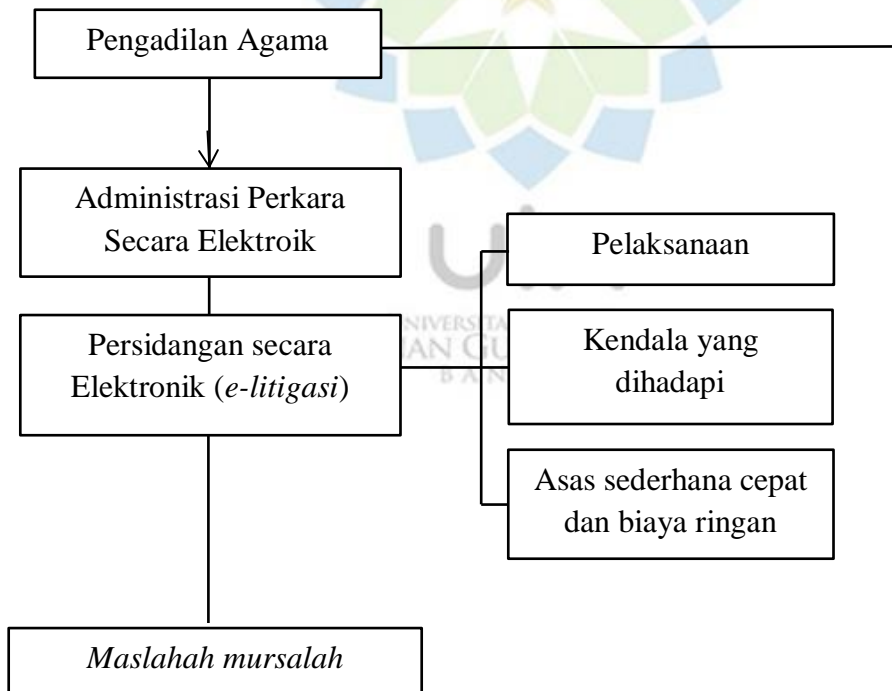 Pengadilan Agama
Administrasi Perkara
Secara Elektroik
Pelaksanaan
Persidangan secara
Elektronik (e-litigasi)
Kendala yang
dihadapi
Asas sederhana cepat
dan biaya ringan
Maslahah mursalah